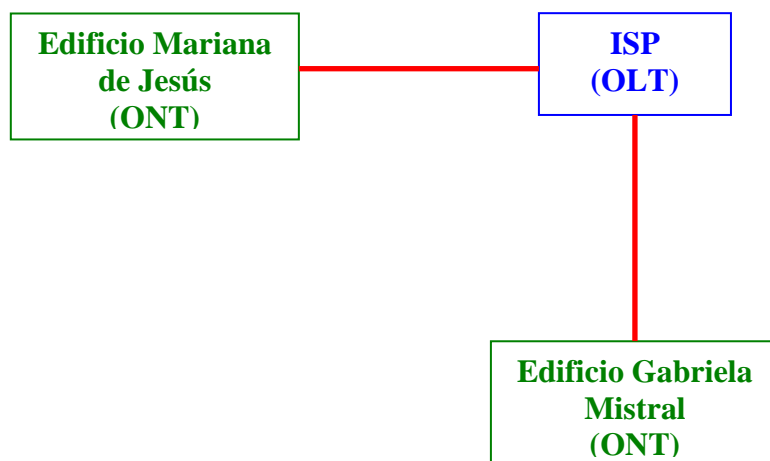 Edificio Mariana
de Jesús
(ONT)
ISP
(OLT)
Edificio Gabriela
Mistral
(ONT)